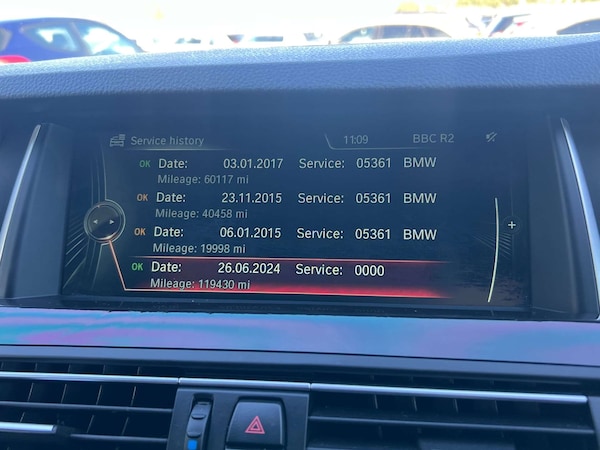 Service history 11:09 BBC R2
OK Date: 03.01.2017 Service: 05361 BMW
Mileage: 60117 mi
OK Date: 23.11.2015 Service: 05361 BMW
Mileage: 40458 mi
OK Date: 06.01.2015 Service: 05361 BMW
Mileage: 19998 mi
OK Date: 26.06.2024 Service: 0000
Mileage: 119430 mi